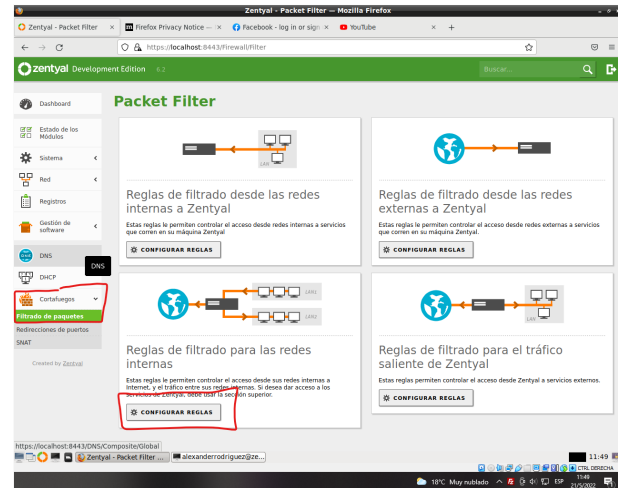 Zentyal - Packet Filter — Mozilla Firefox
Zentyal - Packet Filter
Firefox Privacy Notice —
Facebook - log in or sign
YouTube
https://localhost:8443/Firewall/Filter
zentyal Development Edition 6.2
Buscar...
Dashboard
Estado de los Módulos
Sistema
Red
Registros
Gestión de software
DNS
DNS
DHCP
Cortafuegos
Filtrado de paquetes
Redirecciones de puertos
SNAT
Created by Zentyal
Packet Filter
LAN
Reglas de filtrado desde las redes
internas a Zentyal
Estas reglas le permiten controlar el acceso desde redes internas a servicios
que corren en su máquina Zentyal
CONFIGURAR REGLAS
Reglas de filtrado desde las redes
externas a Zentyal
Estas reglas le permiten controlar el acceso desde redes externas a servicios
que corren en su máquina Zentyal.
CONFIGURAR REGLAS
LAN1
LAN2
Reglas de filtrado para las redes
internas
Estas reglas le permiten controlar el acceso desde sus redes internas a
Internet, y el tráfico entre sus redes internas. Si desea dar acceso a los
servicios de Zentyal, debe usar la sección superior.
CONFIGURAR REGLAS
LAN
Reglas de filtrado para el tráfico
saliente de Zentyal
Estas reglas permiten controlar el acceso desde Zentyal a servicios externos.
CONFIGURAR REGLAS
https://localhost:8443/DNS/Composite/Global
Zentyal - Packet Filter ...
alexanderrodriguez@ze...
11:49
CTRL DERECHA
18°C Muy nublado
ESP
11:49
21/5/2022